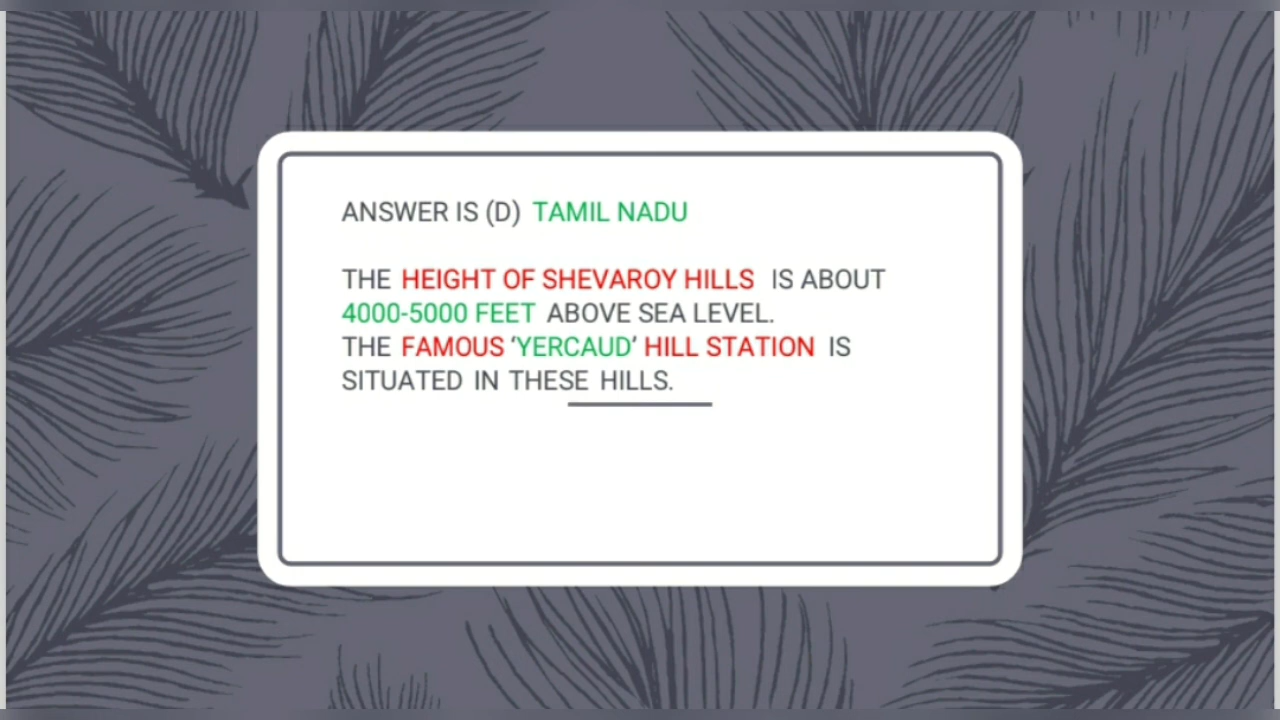 ANSWER IS (D) TAMIL NADU
THE HEIGHT OF SHEVAROY HILLS IS ABOUT
4000-5000 FEET ABOVE SEA LEVEL.
THE FAMOUS ‘YERCAUD’ HILL STATION IS
SITUATED IN THESE HILLS.